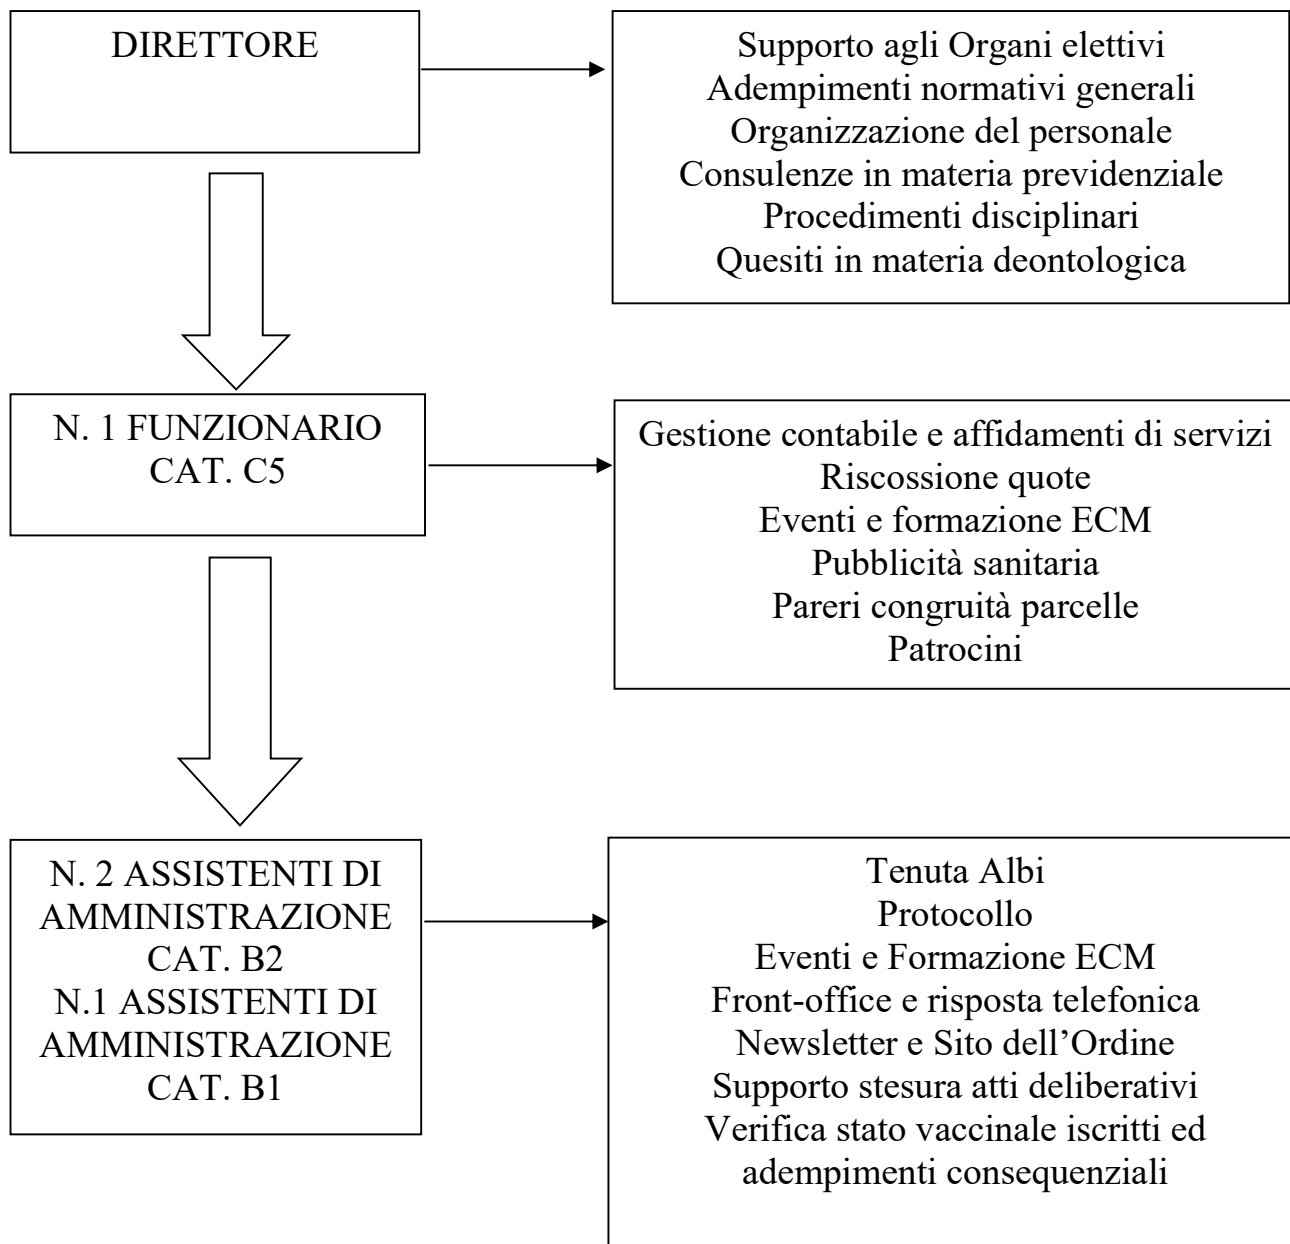 DIRETTORE
Supporto agli Organi elettivi
Adempimenti normativi generali
Organizzazione del personale
Consulenze in materia previdenziale
Procedimenti disciplinari
Quesiti in materia deontologica
N. 1 FUNZIONARIO
CAT. C5
Gestione contabile e affidamenti di servizi
Riscossione quote
Eventi e formazione ECM
Pubblicità sanitaria
Pareri congruità parcelle
Patrocini
N. 2 ASSISTENTI DI
AMMINISTRAZIONE
CAT. B2
N.1 ASSISTENTI DI
AMMINISTRAZIONE
CAT. B1
Tenuta Albi
Protocollo
Eventi e Formazione ECM
Front-office e risposta telefonica
Newsletter e Sito dell’Ordine
Supporto stesura atti deliberativi
Verifica stato vaccinale iscritti ed
adempimenti consequenziali